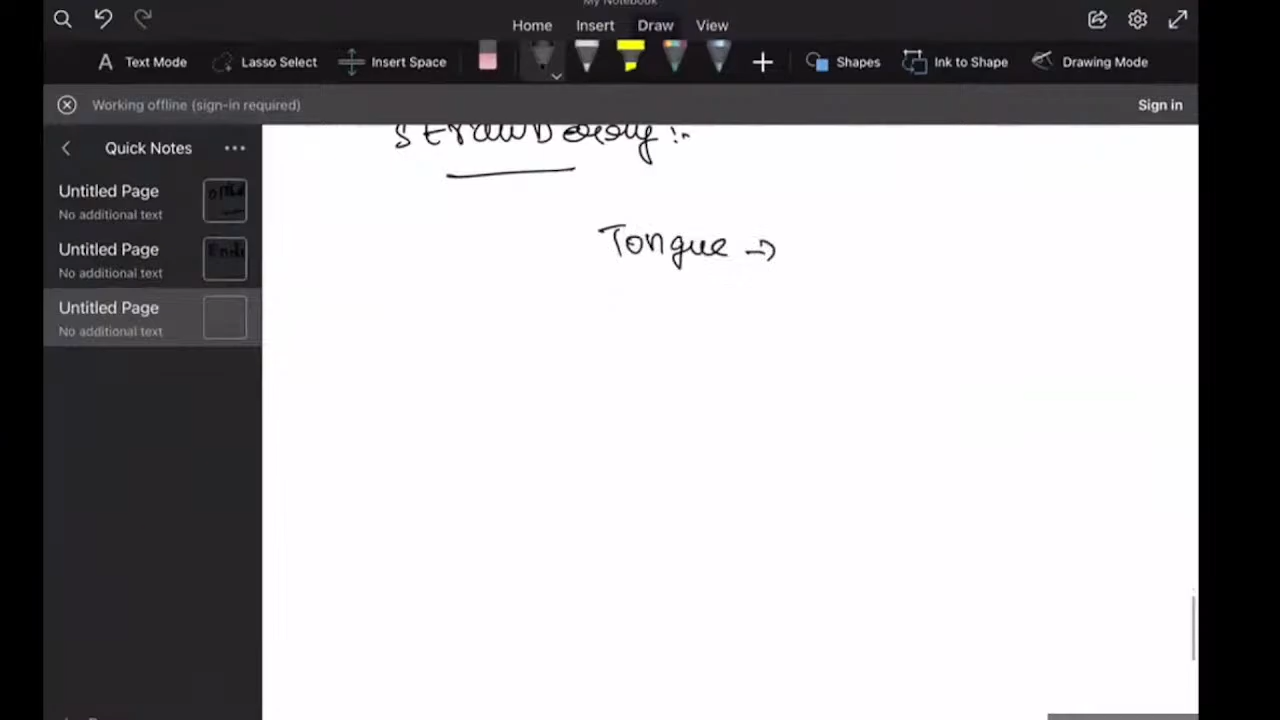 My Notebook
Home Insert Draw View
Text Mode Lasso Select Insert Space Shapes Ink to Shape Drawing Mode
Working offline (sign-in required) Sign in
Quick Notes
Untitled Page
No additional text
Untitled Page
No additional text
Untitled Page
No additional text
Strawberry :-
Tongue →